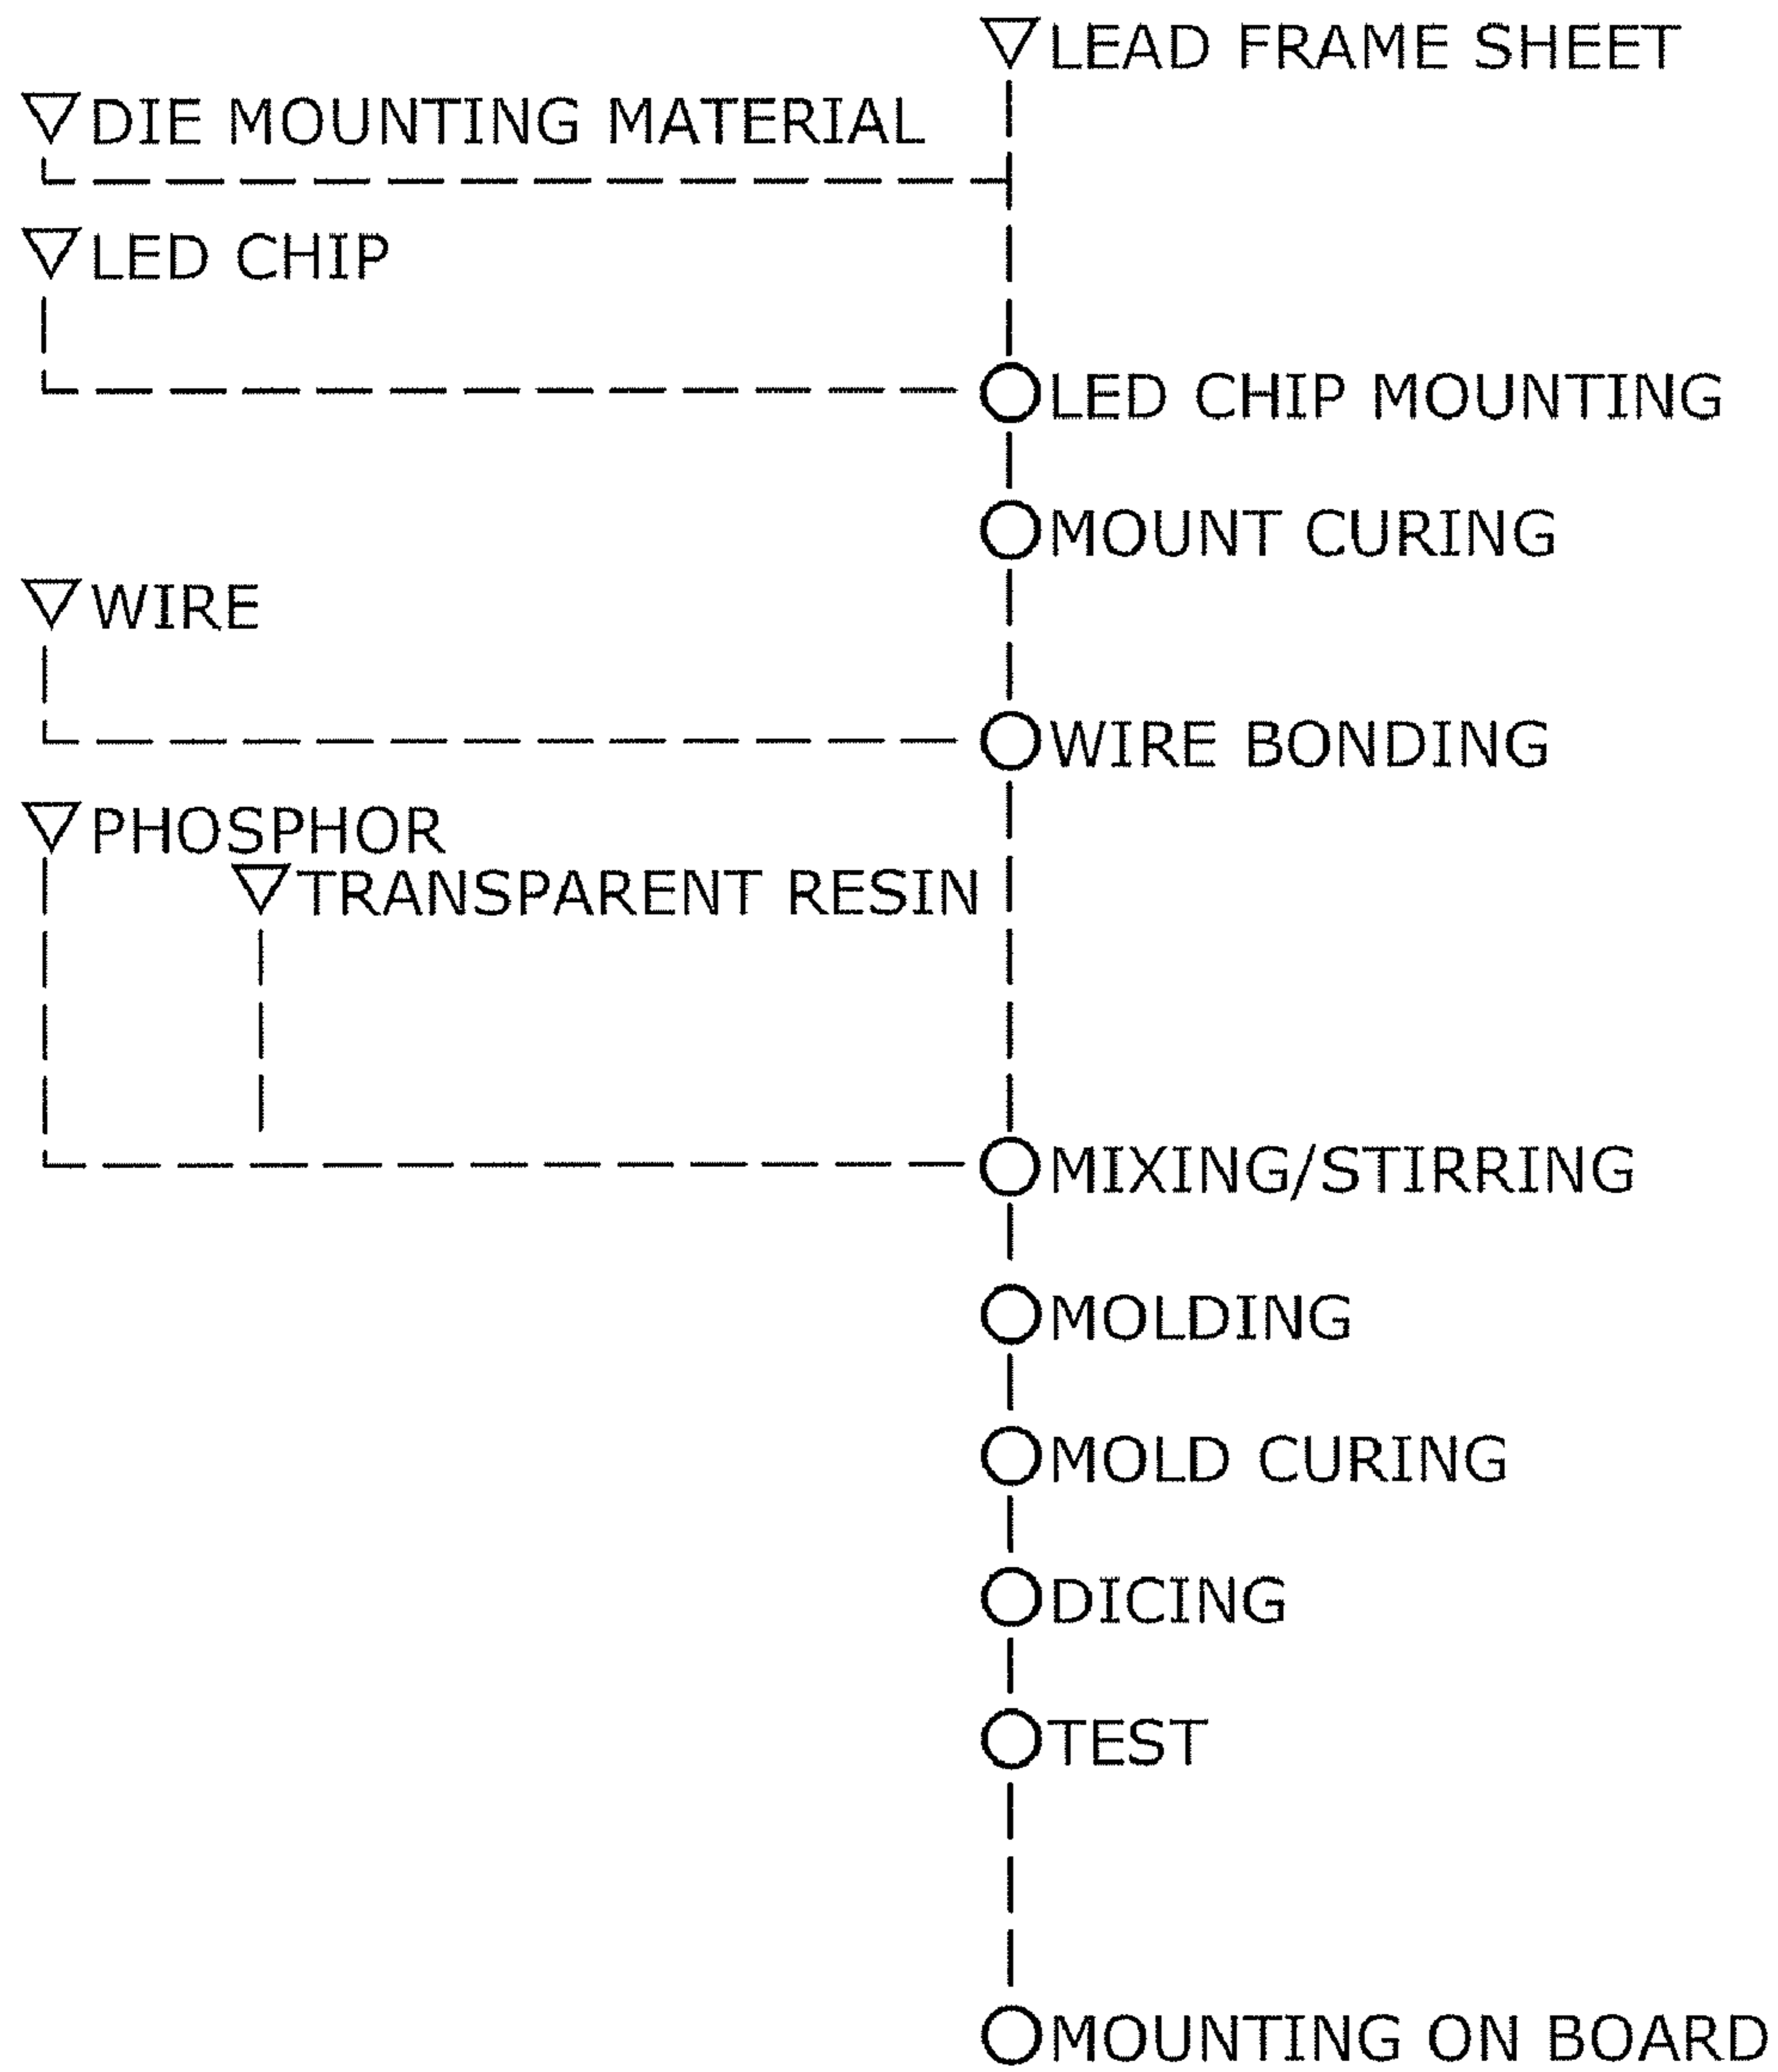 LEAD FRAME SHEET
DIE MOUNTING MATERIAL
LED CHIP
LED CHIP MOUNTING
MOUNT CURING
WIRE
WIRE BONDING
PHOSPHOR
TRANSPARENT RESIN
MIXING/STIRRING
MOLDING
MOLD CURING
DICING
TEST
MOUNTING ON BOARD